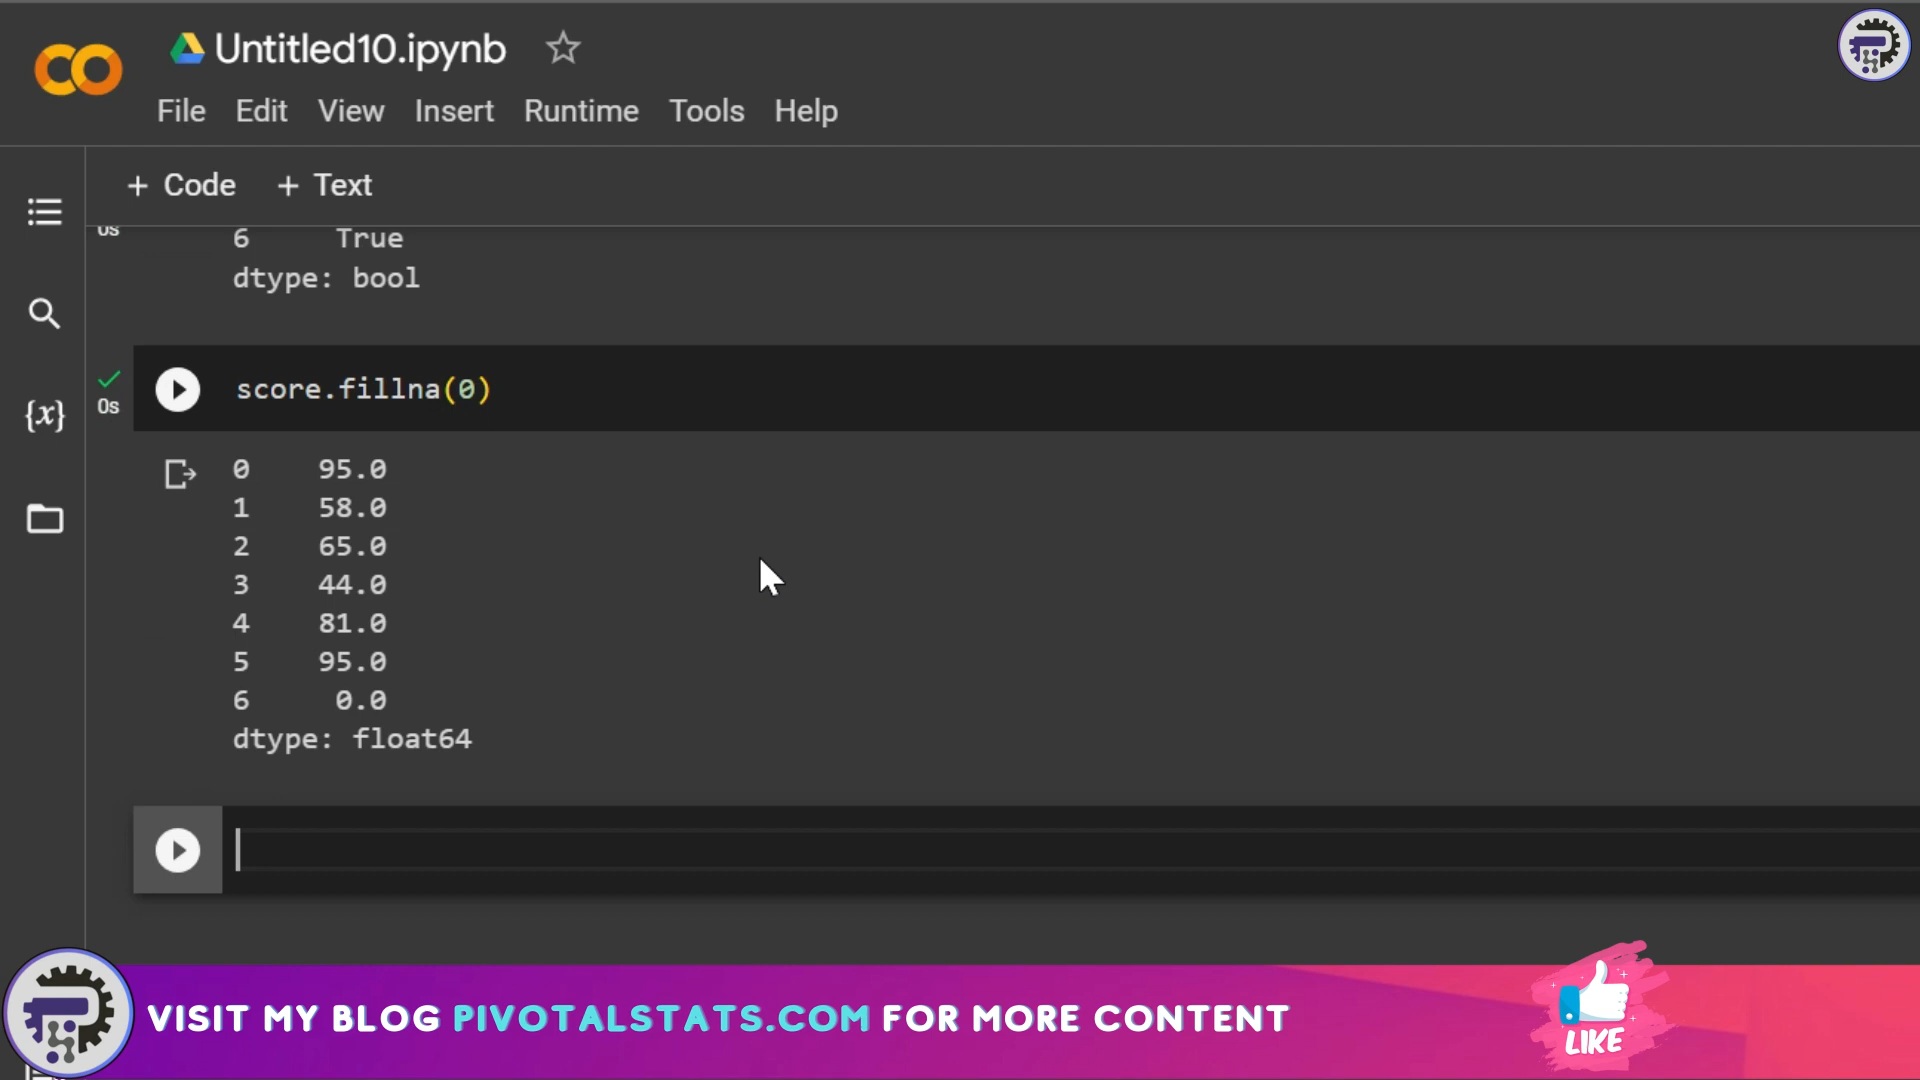 CO
Untitled10.ipynb
File Edit View Insert Runtime Tools Help
+ Code + Text
0s
6 True
dtype: bool
{x}
0s
score.fillna(0)
0 95.0
1 58.0
2 65.0
3 44.0
4 81.0
5 95.0
6 0.0
dtype: float64
VISIT MY BLOG PIVOTALSTATS.COM FOR MORE CONTENT
LIKE